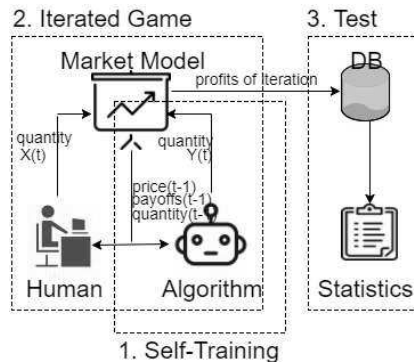 2. Iterated Game
3. Test
Market Model
DB
profits of Iteration
quantity
X(t)
quantity
Y(t)
price(t-1)
payoffs(t-1)
quantity(t-
Human
Algorithm
Statistics
1. Self-Training